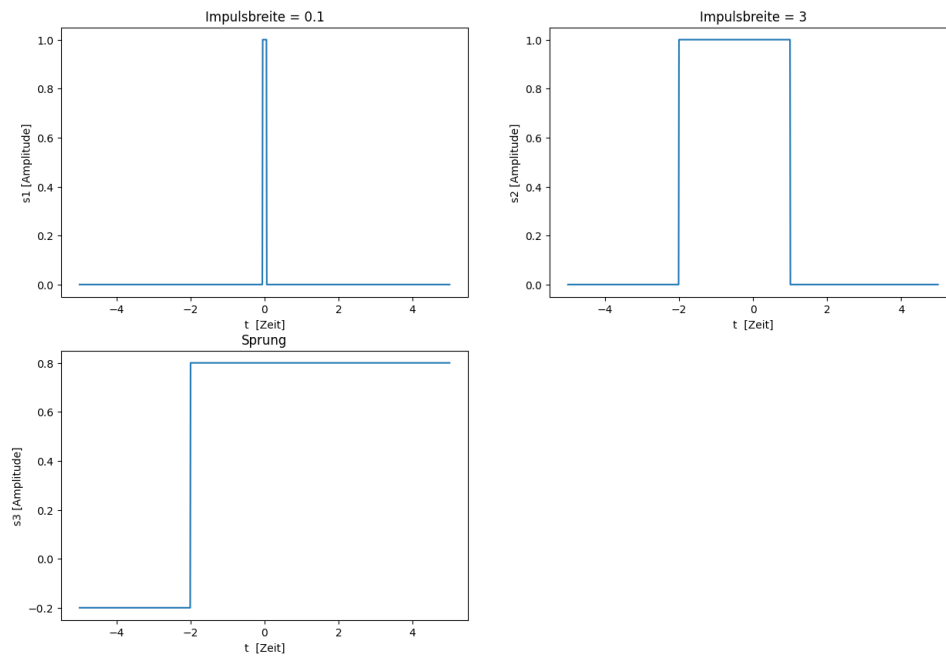 Impulsbreite = 0.1
1.0
0.8
0.6
0.4
0.2
0.0
s1 [Amplitude]
−4 −2 0 2 4
t [Zeit]
Impulsbreite = 3
1.0
0.8
0.6
0.4
0.2
0.0
s2 [Amplitude]
−4 −2 0 2 4
t [Zeit]
Sprung
0.8
0.6
0.4
0.2
0.0
−0.2
s3 [Amplitude]
−4 −2 0 2 4
t [Zeit]